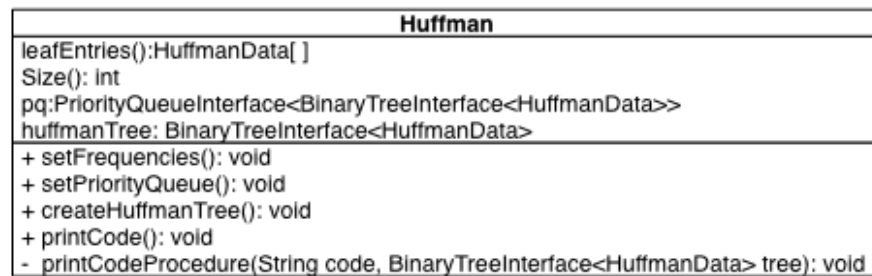 Huffman
leafEntries():HuffmanData[ ]
Size(): int
pq:PriorityQueueInterface<BinaryTreeInterface<HuffmanData>>
huffmanTree: BinaryTreeInterface<HuffmanData>
+ setFrequencies(): void
+ setPriorityQueue(): void
+ createHuffmanTree(): void
+ printCode(): void
- printCodeProcedure(String code, BinaryTreeInterface<HuffmanData> tree): void